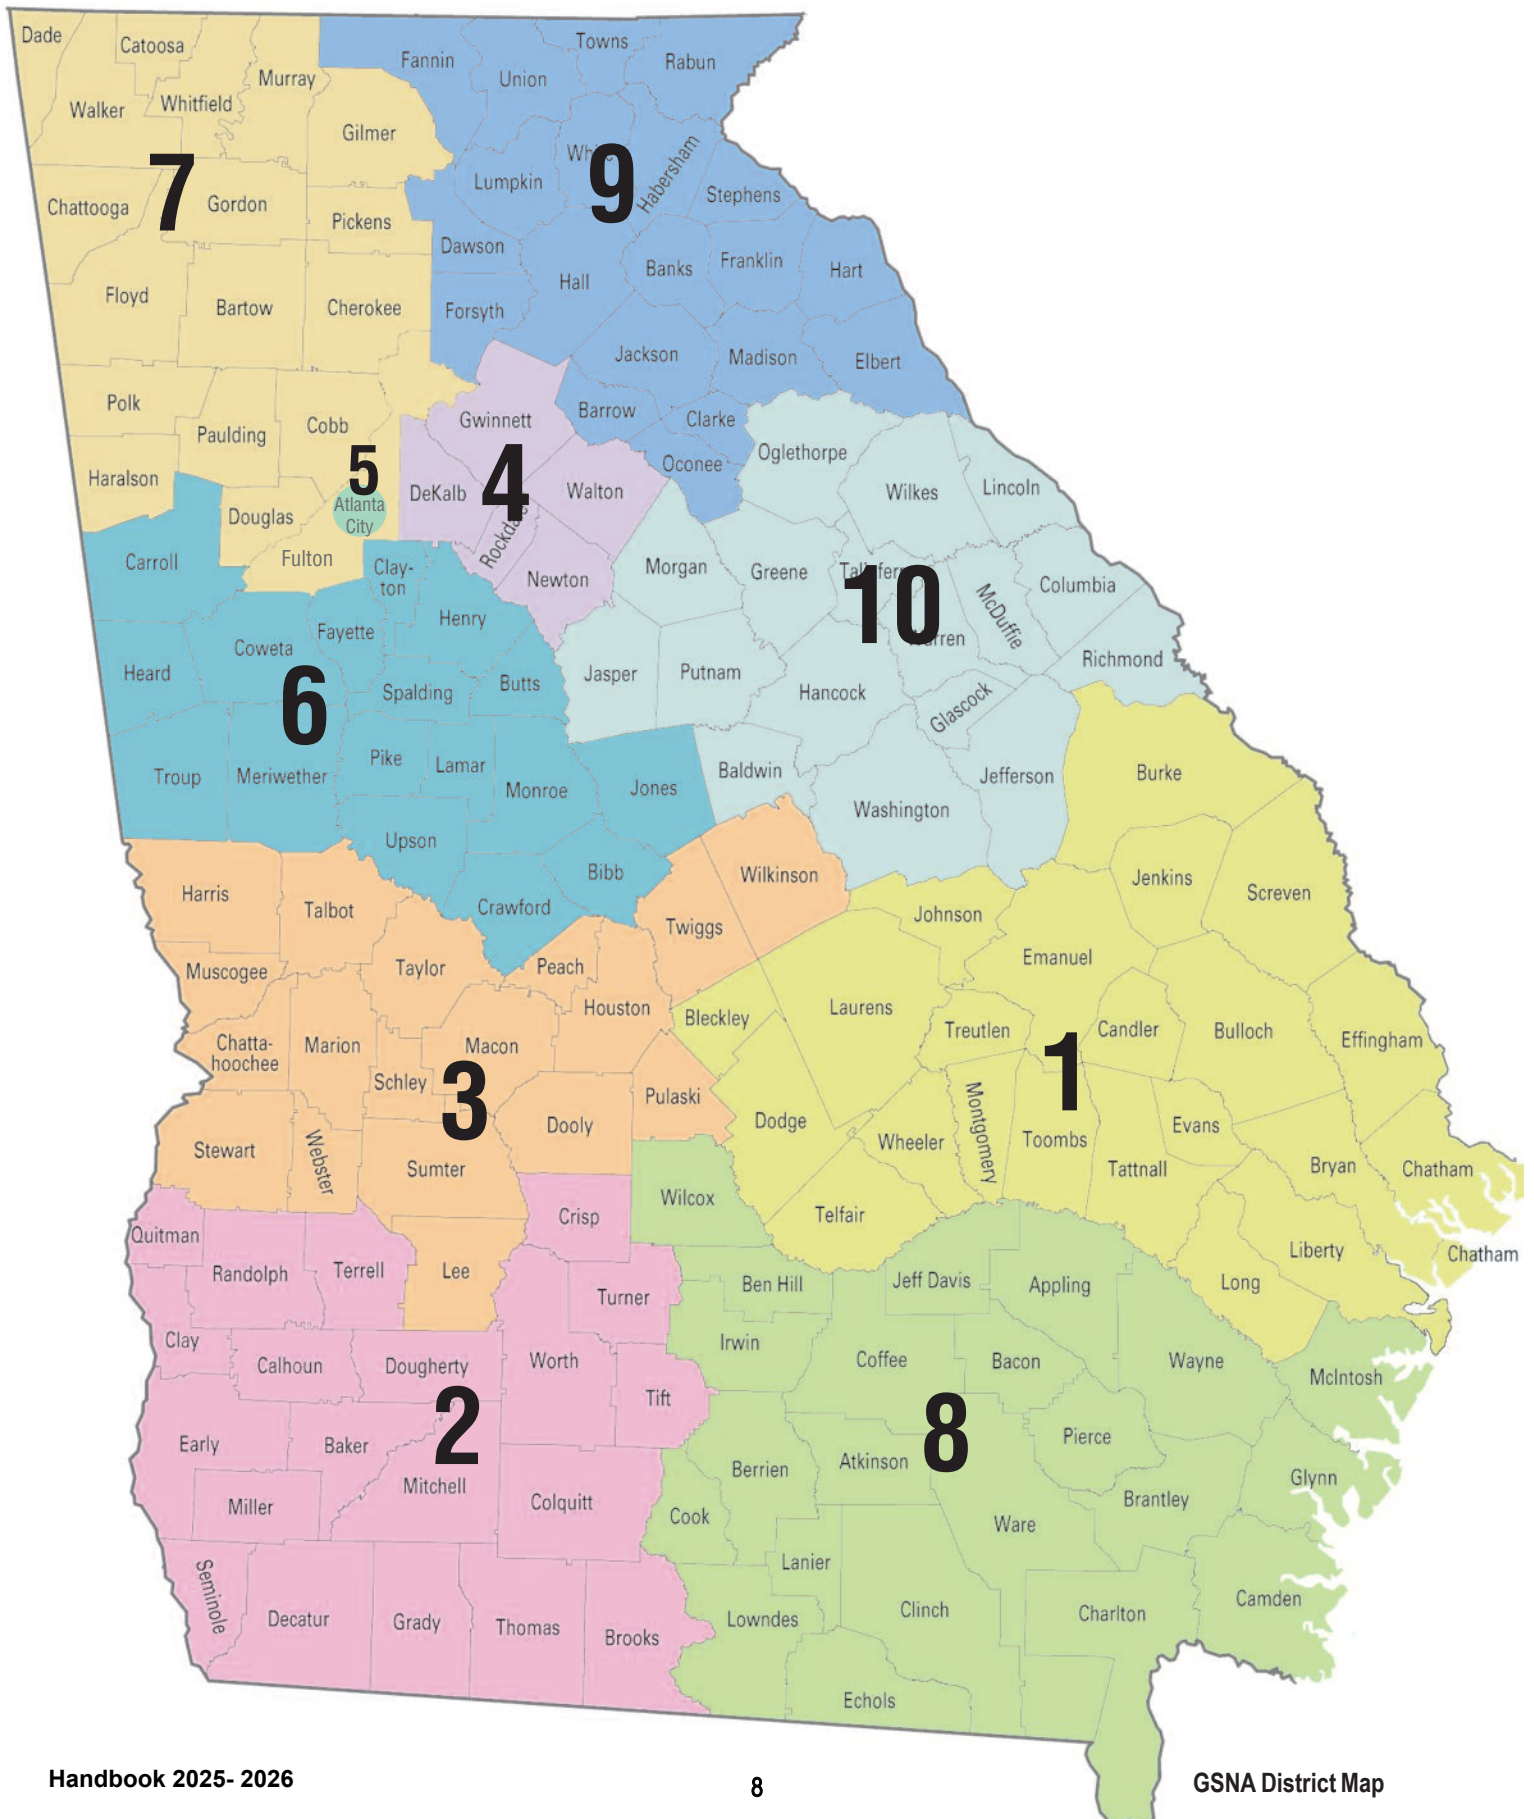 Dade
Catoosa
Fannin
Towns
Rabun
Union
Murray
Walker
Whitfield
Gilmer
7
9
Lumpkin
Habersham
Stephens
Chattooga
Gordon
Pickens
Dawson
Hall
Banks
Franklin
Hart
Floyd
Bartow
Cherokee
Forsyth
Jackson
Madison
Elbert
Polk
Paulding
Cobb
Gwinnett
Barrow
Clarke
Oconee
Oglethorpe
Haralson
5
Atlanta
City
DeKalb
4
Walton
Wilkes
Lincoln
Douglas
Fulton
Newton
Carroll
Clay-
ton
Morgan
Greene
10
McDuffie
Columbia
Henry
Fayette
Coweta
Heard
6
Spalding
Butts
Jasper
Putnam
Hancock
Glascock
Richmond
Troup
Meriwether
Pike
Lamar
Monroe
Jones
Baldwin
Washington
Jefferson
Burke
Upson
Bibb
Crawford
Wilkinson
Jenkins
Screven
Harris
Talbot
Twiggs
Johnson
Emanuel
Muscogee
Taylor
Peach
Houston
Bleckley
Laurens
Treutlen
Candler
Bulloch
Effingham
Chatta-
hoochee
Marion
Macon
Schley
3
Pulaski
1
Dooly
Dodge
Wheeler
Montgomery
Toombs
Evans
Tattnall
Bryan
Chatham
Stewart
Webster
Sumter
Wilcox
Telfair
Crisp
Quitman
Randolph
Terrell
Lee
Liberty
Chatham
Long
Turner
Ben Hill
Jeff Davis
Appling
Clay
Calhoun
Dougherty
Worth
Irwin
Coffee
Bacon
Wayne
McIntosh
Tift
2
8
Early
Baker
Mitchell
Berrien
Atkinson
Pierce
Glynn
Miller
Colquitt
Cook
Ware
Brantley
Lanier
Seminole
Decatur
Grady
Thomas
Brooks
Lowndes
Clinch
Charlton
Camden
Echols
Handbook 2025- 2026
8
GSNA District Map